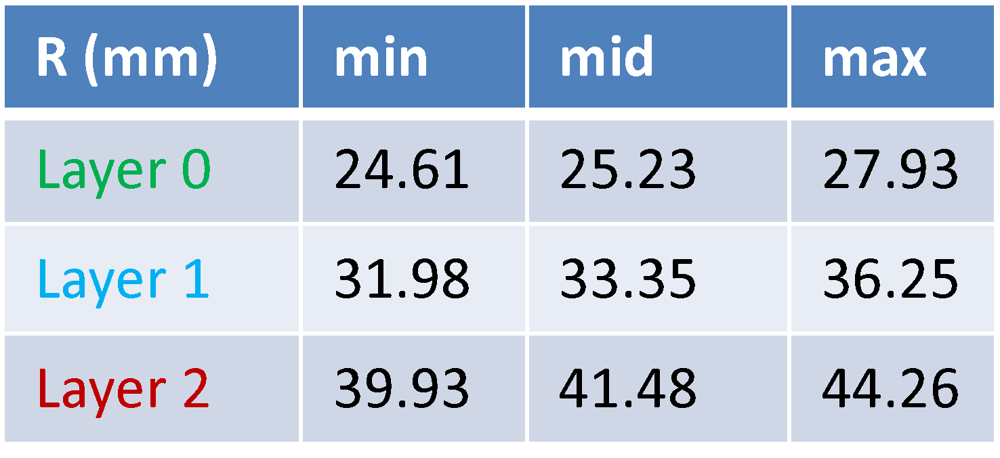 R (mm) min mid max
Layer 0 24.61 25.23 27.93
Layer 1 31.98 33.35 36.25
Layer 2 39.93 41.48 44.26